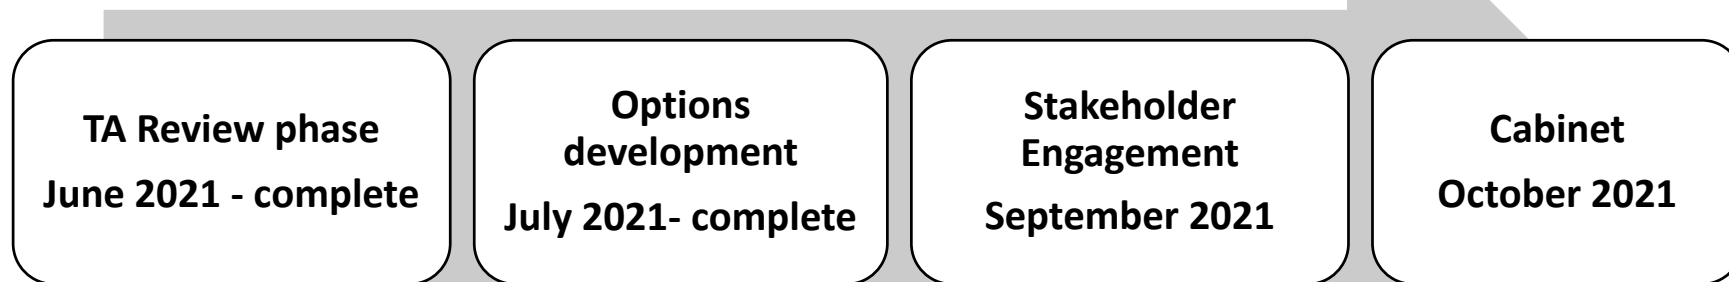 TA Review phase
June 2021 - complete
Options
development
July 2021- complete
Stakeholder
Engagement
September 2021
Cabinet
October 2021